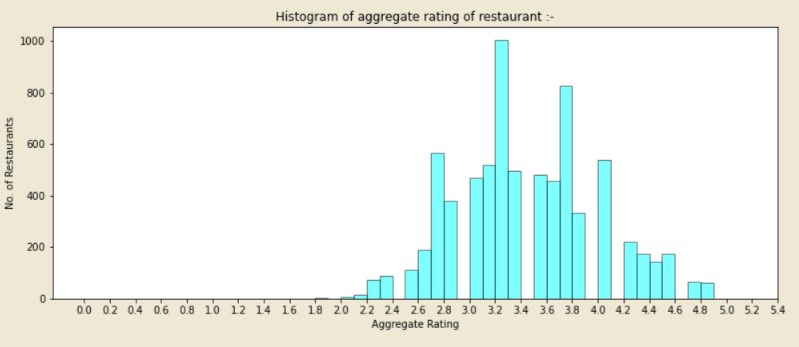 Histogram of aggregate rating of restaurant :-
1000
800
600
400
200
0
No. of Restaurants
0.0 0.2 0.4 0.6 0.8 1.0 1.2 1.4 1.6 1.8 2.0 2.2 2.4 2.6 2.8 3.0 3.2 3.4 3.6 3.8 4.0 4.2 4.4 4.6 4.8 5.0 5.2 5.4
Aggregate Rating